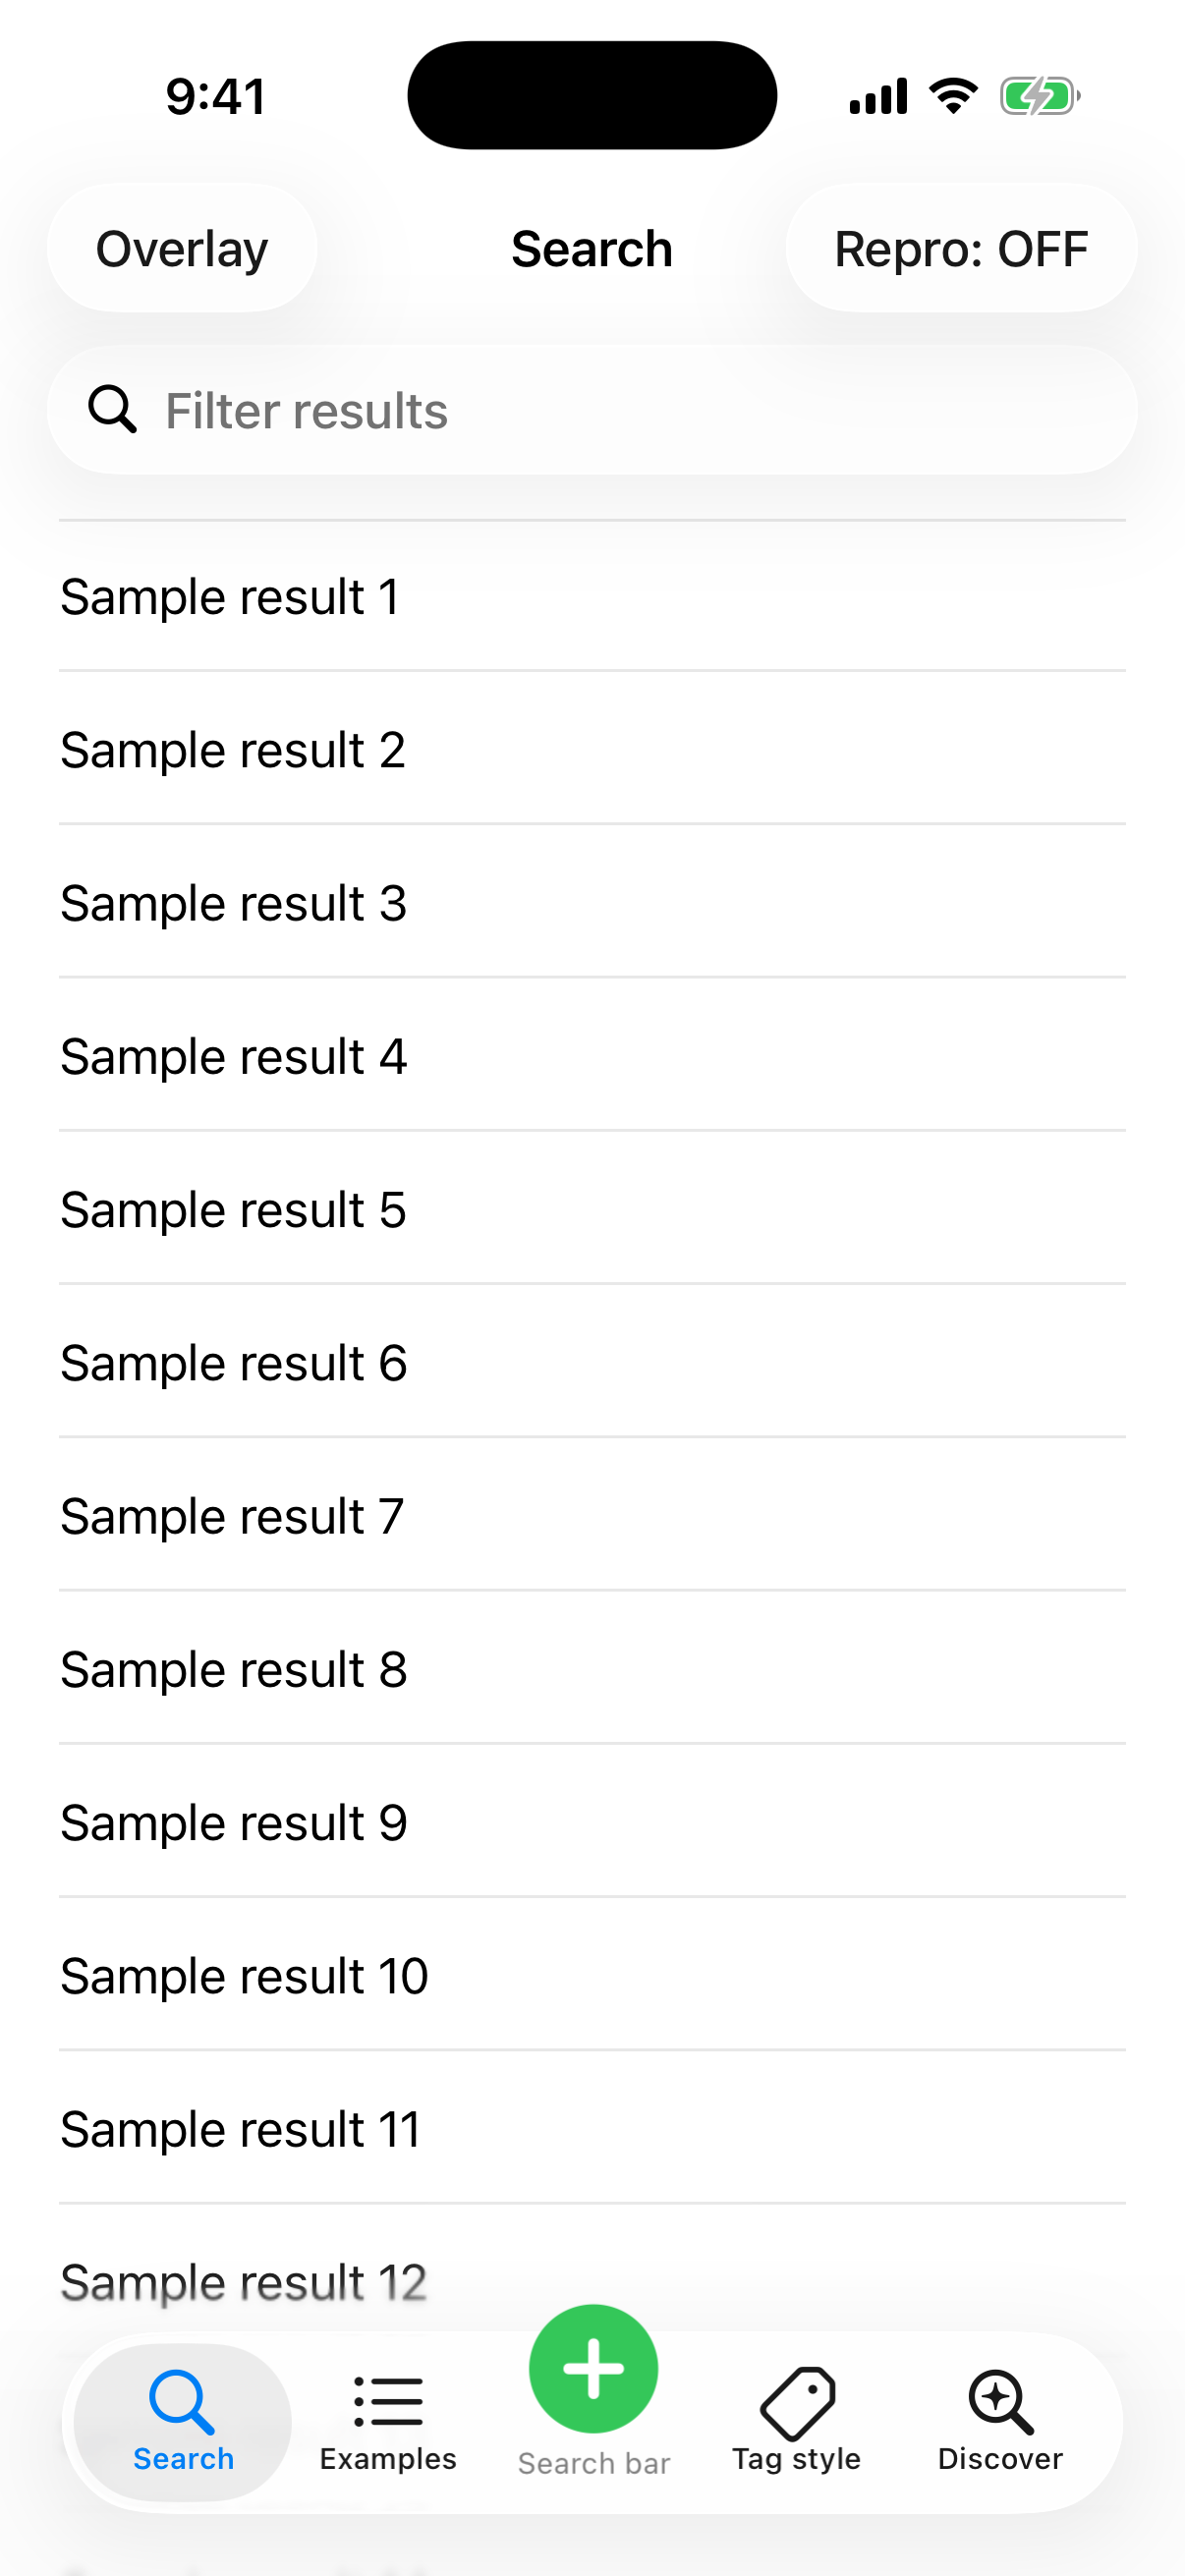 9:41
Overlay Search Repro: OFF
Filter results
Sample result 1
Sample result 2
Sample result 3
Sample result 4
Sample result 5
Sample result 6
Sample result 7
Sample result 8
Sample result 9
Sample result 10
Sample result 11
Sample result 12
Search Examples Search bar Tag style Discover